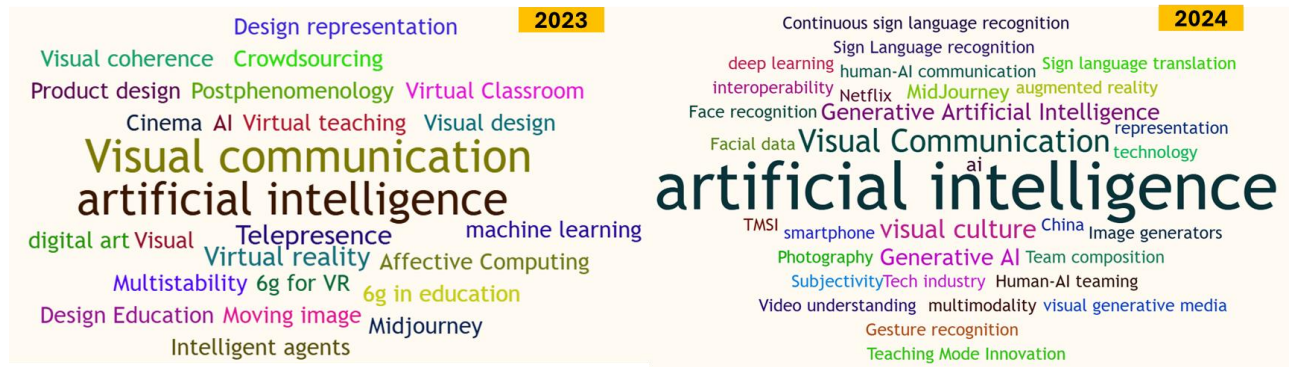 2023
Design representation
Visual coherence Crowdsourcing
Product design Postphenomenology Virtual Classroom
Cinema AI Virtual teaching Visual design
Visual communication
artificial intelligence
digital art Visual Telepresence machine learning
Virtual reality Affective Computing
Multistability 6g for VR 6g in education
Design Education Moving image Midjourney
Intelligent agents
2024
Continuous sign language recognition
Sign Language recognition
deep learning human-AI communication Sign language translation
interoperability Netflix MidJourney augmented reality
Face recognition Generative Artificial Intelligence
Facial data Visual Communication representation
technology
ai
artificial intelligence
TMSI smartphone visual culture China Image generators
Photography Generative AI Team composition
Subjectivity Tech industry Human-AI teaming
Video understanding multimodality visual generative media
Gesture recognition
Teaching Mode Innovation